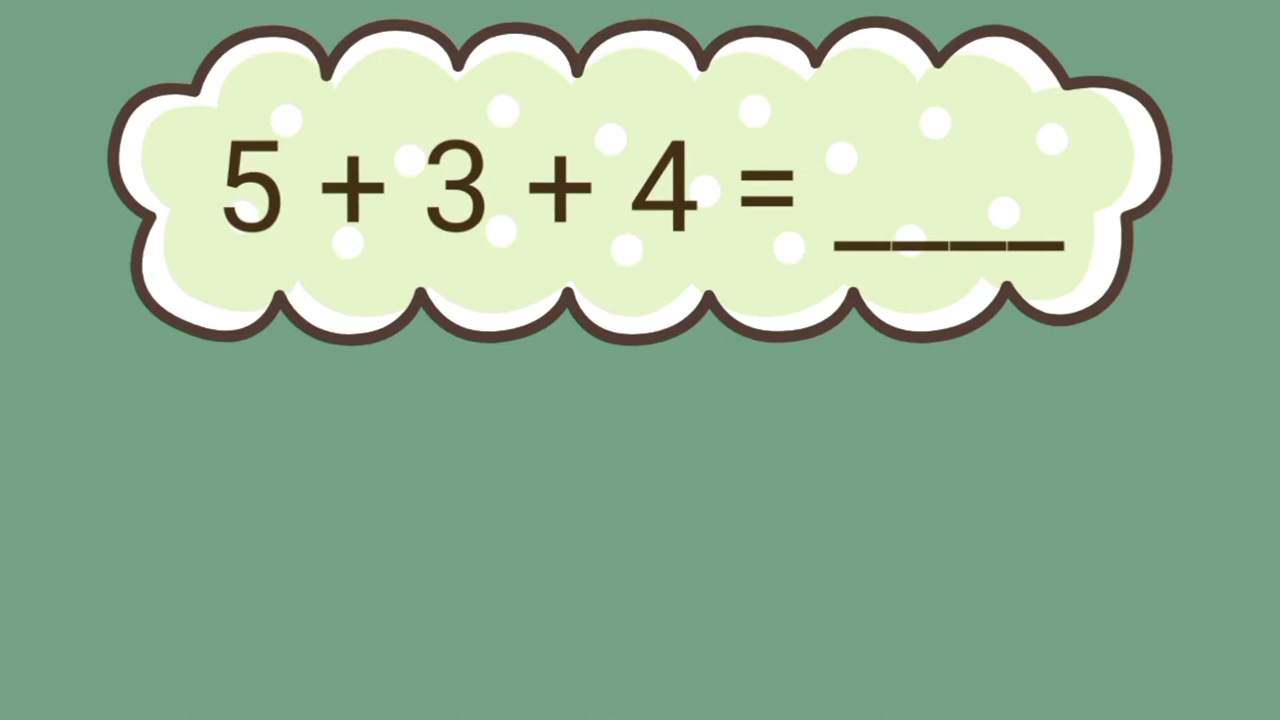 5 + 3 + 4 = ____